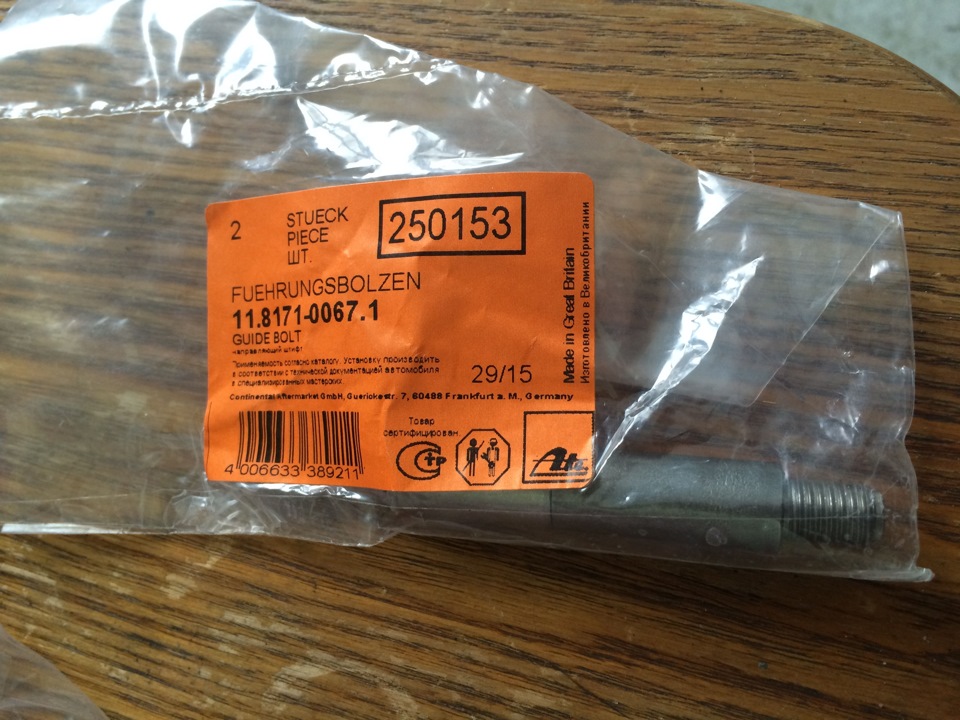 2
STUECK
PIECE
ШТ.
250153
FUEHRUNGSBOLZEN
11.8171-0067.1
GUIDE BOLT
направляющий штифт
Применяемость согласно каталогу. Установку производить
в соответствии с технической документацией автомобиля
в специализированных мастерских.
29/15
Continental Aftermarket GmbH, Guerickestr. 7, 60488 Frankfurt a. M., Germany
Made in Great Britain
Изготовлено в Великобритании
4 006633 389211
Товар
сертифицирован
Ate